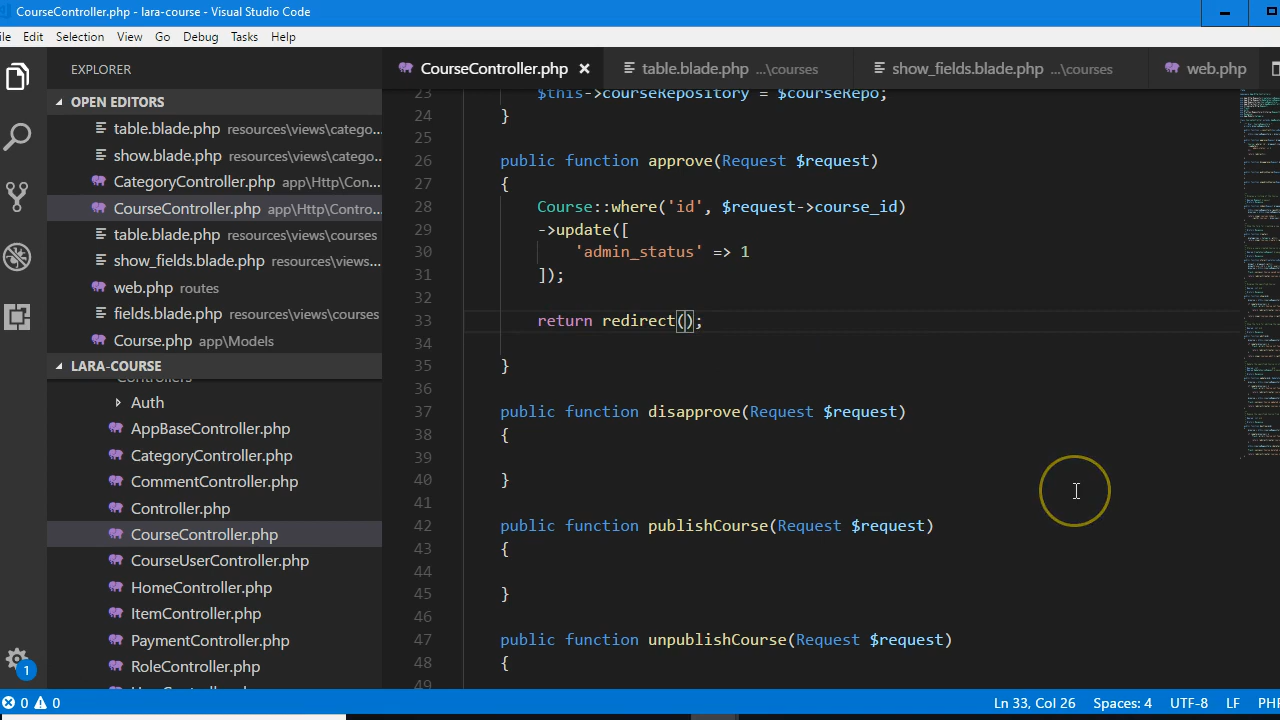 CourseController.php - lara-course - Visual Studio Code
Edit Selection View Go Debug Tasks Help
EXPLORER
CourseController.php × table.blade.php ...\courses show_fields.blade.php ...\courses web.php
OPEN EDITORS
table.blade.php resources\views\catego...
show.blade.php resources\views\catego...
CategoryController.php app\Http\Con...
CourseController.php app\Http\Contro...
table.blade.php resources\views\courses
show_fields.blade.php resources\views...
web.php routes
fields.blade.php resources\views\courses
Course.php app\Models
LARA-COURSE
Controllers
Auth
AppBaseController.php
CategoryController.php
CommentController.php
Controller.php
CourseController.php
CourseUserController.php
HomeController.php
ItemController.php
PaymentController.php
RoleController.php
1
23 $this->courseRepository = $courseRepo;
24 }
25
26 public function approve(Request $request)
27 {
28 Course::where('id', $request->course_id)
29 ->update([
30 'admin_status' => 1
31 ]);
32
33 return redirect();
34
35 }
36
37 public function disapprove(Request $request)
38 {
39
40 }
41
42 public function publishCourse(Request $request)
43 {
44
45 }
46
47 public function unpublishCourse(Request $request)
48 {
49
0 0 Ln 33, Col 26 Spaces: 4 UTF-8 LF PHP